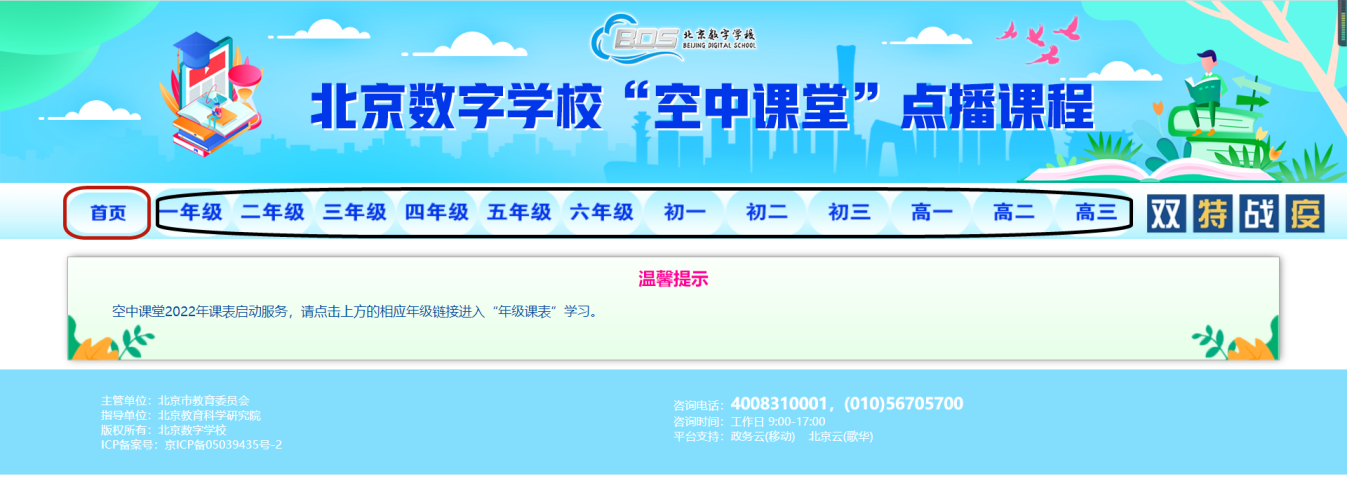 BDS 北京数字学校
BEIJING DIGITAL SCHOOL
北京数字学校“空中课堂”点播课程
首页 一年级 二年级 三年级 四年级 五年级 六年级 初一 初二 初三 高一 高二 高三 双特战疫
温馨提示
空中课堂2022年课表启动服务，请点击上方的相应年级链接进入“年级课表”学习。
主管单位：北京市教育委员会
指导单位：北京教育科学研究院
版权所有：北京数字学校
ICP备案号：京ICP备05039435号-2
咨询电话：4008310001，(010)56705700
咨询时间：工作日 9:00-17:00
平台支持：政务云(移动) 北京云(歌华)